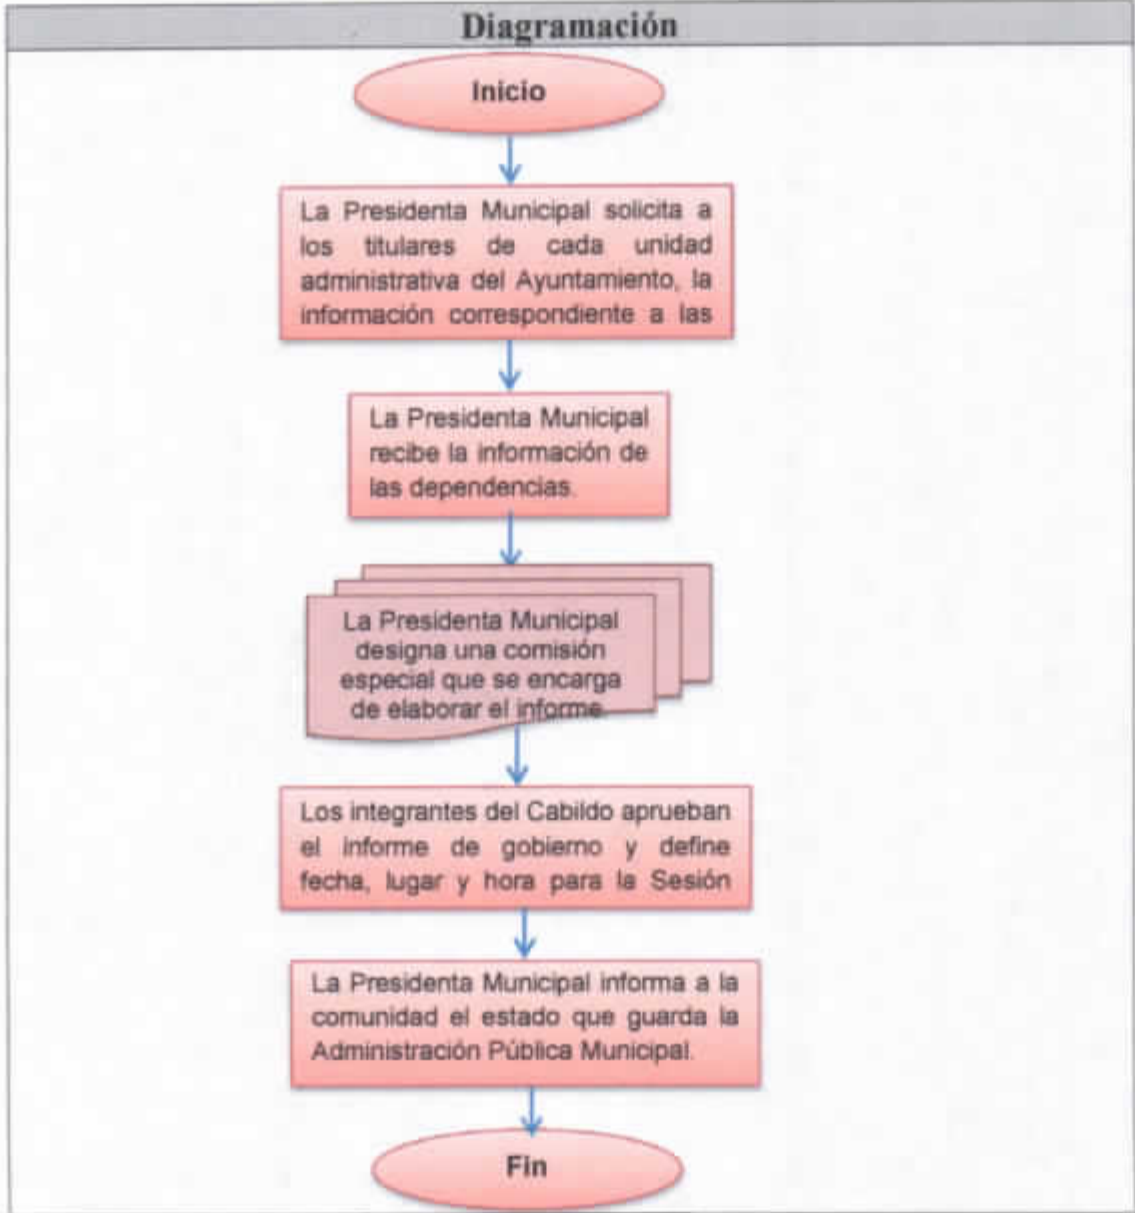 Diagramación
Inicio
La Presidenta Municipal solicita a
los titulares de cada unidad
administrativa del Ayuntamiento, la
información correspondiente a las
La Presidenta Municipal
recibe la información de
las dependencias.
La Presidenta Municipal
designa una comisión
especial que se encarga
de elaborar el informe.
Los integrantes del Cabildo aprueban
el informe de gobierno y define
fecha, lugar y hora para la Sesión
La Presidenta Municipal informa a la
comunidad el estado que guarda la
Administración Pública Municipal.
Fin